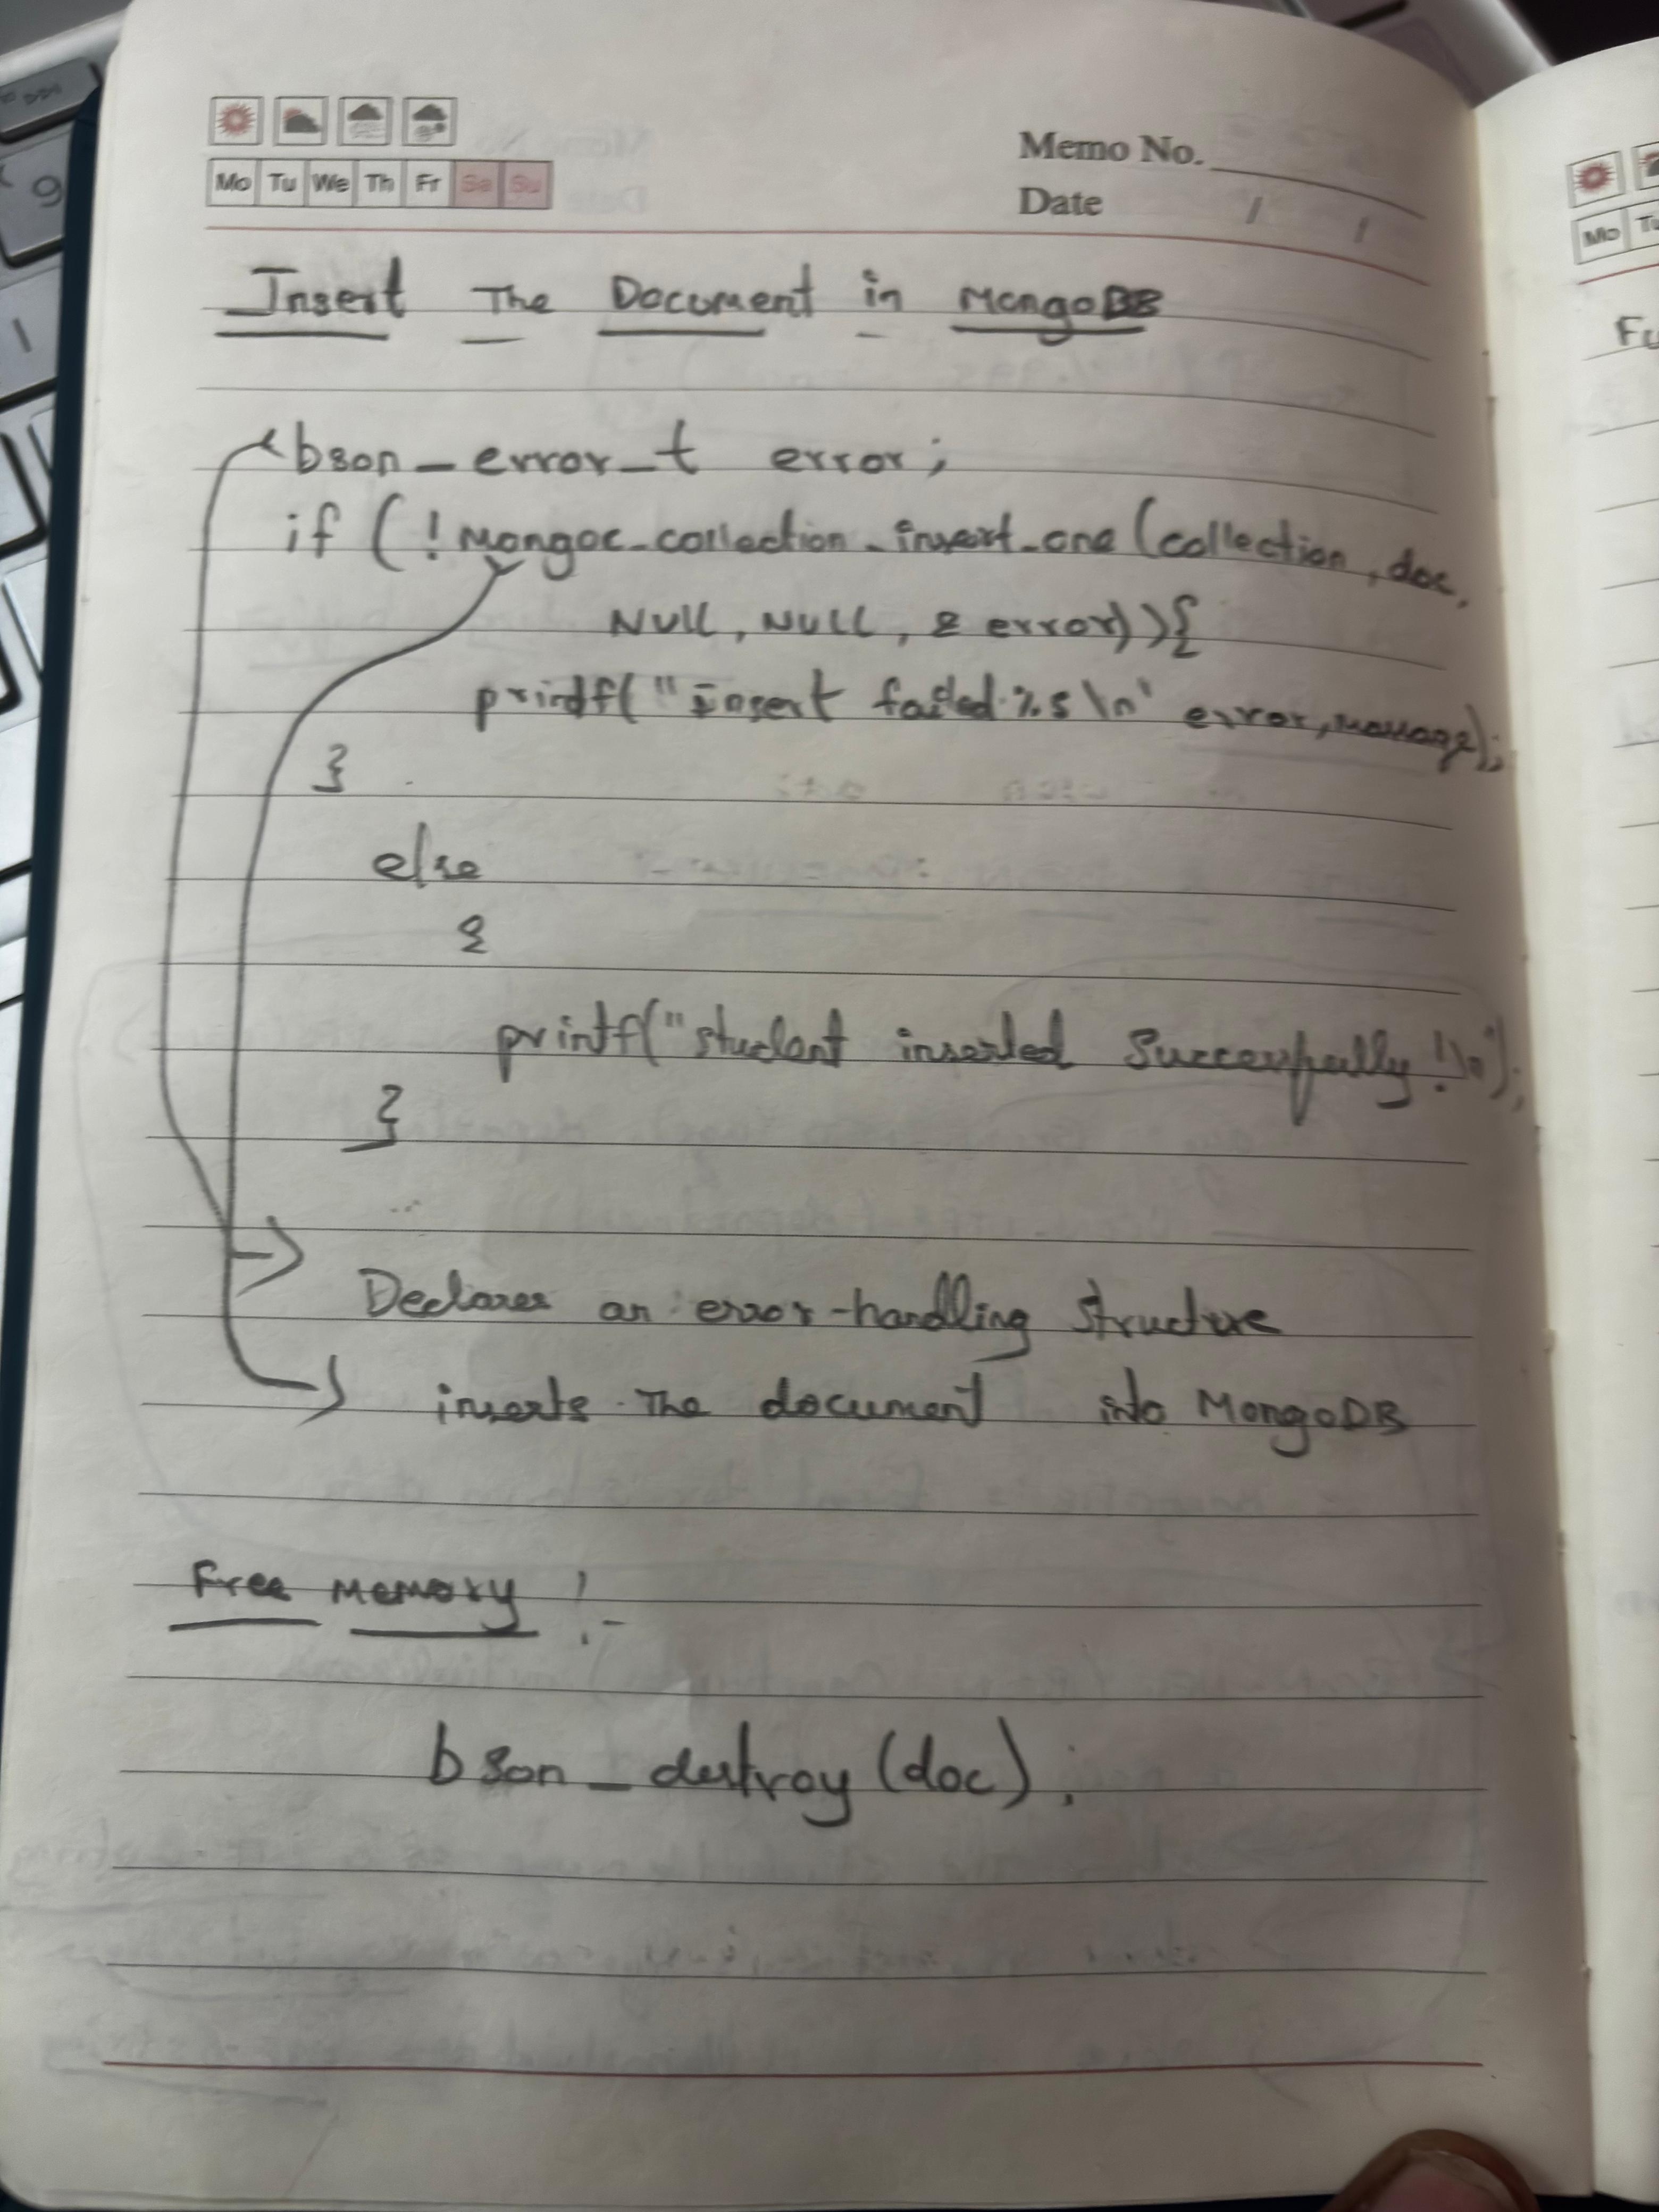 Mo Tu We Th Fr Sa Su
Memo No.
Date / /
Insert The Document in MongoDB
bson_error_t error;
if (!mongoc_collection_insert_one(collection, doc,
NULL, NULL, & error)){
printf("insert failed %s\n" error,message);
}
else
{
printf("student inserted Successfully!\n");
}
Declares an error-handling structure
inserts The document into MongoDB
Free Memory :-
bson_destroy(doc);
Mo Tu
Fu
9